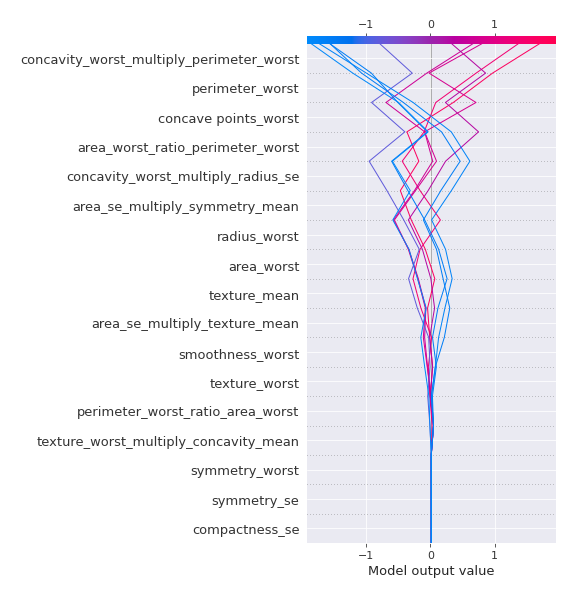 −1 0 1
concavity_worst_multiply_perimeter_worst
perimeter_worst
concave points_worst
area_worst_ratio_perimeter_worst
concavity_worst_multiply_radius_se
area_se_multiply_symmetry_mean
radius_worst
area_worst
texture_mean
area_se_multiply_texture_mean
smoothness_worst
texture_worst
perimeter_worst_ratio_area_worst
texture_worst_multiply_concavity_mean
symmetry_worst
symmetry_se
compactness_se
−1 0 1
Model output value